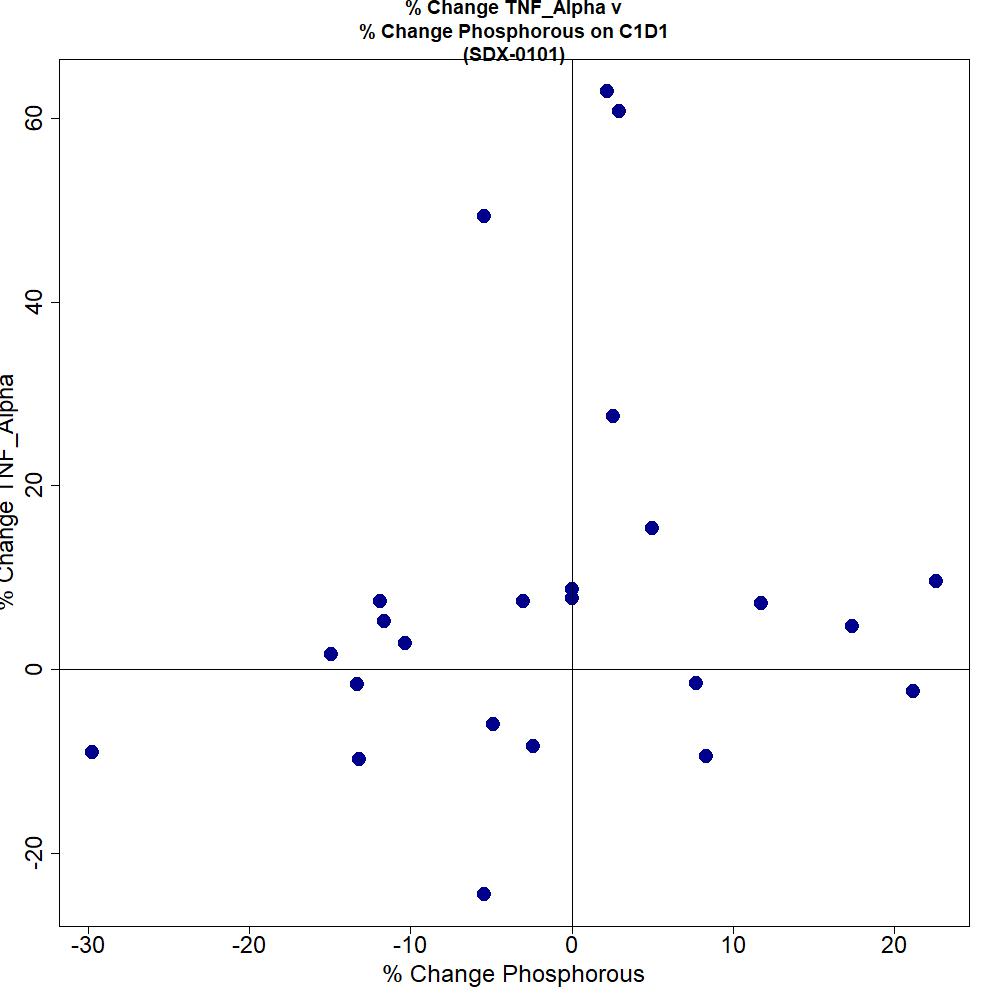 % Change TNF_Alpha v
% Change Phosphorous on C1D1
(SDX-0101)
% Change TNF_Alpha
60
40
20
0
-20
-30
-20
-10
0
10
20
% Change Phosphorous